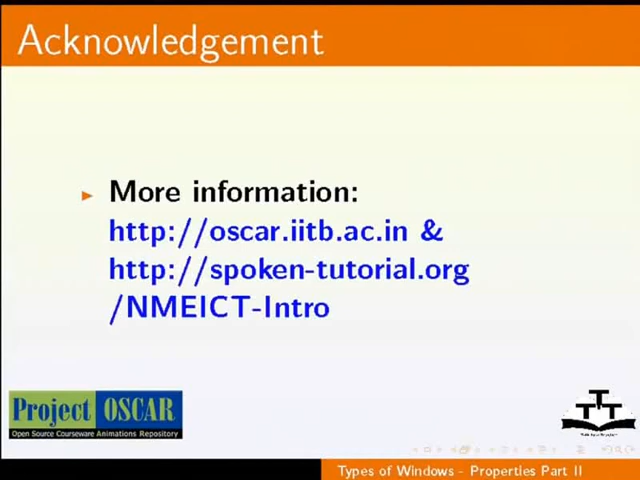 Acknowledgement
More information:
http://oscar.iitb.ac.in &
http://spoken-tutorial.org
/NMEICT-Intro
Project OSCAR
Open Source Courseware Animations Repository
TTT
Types of Windows - Properties Part II